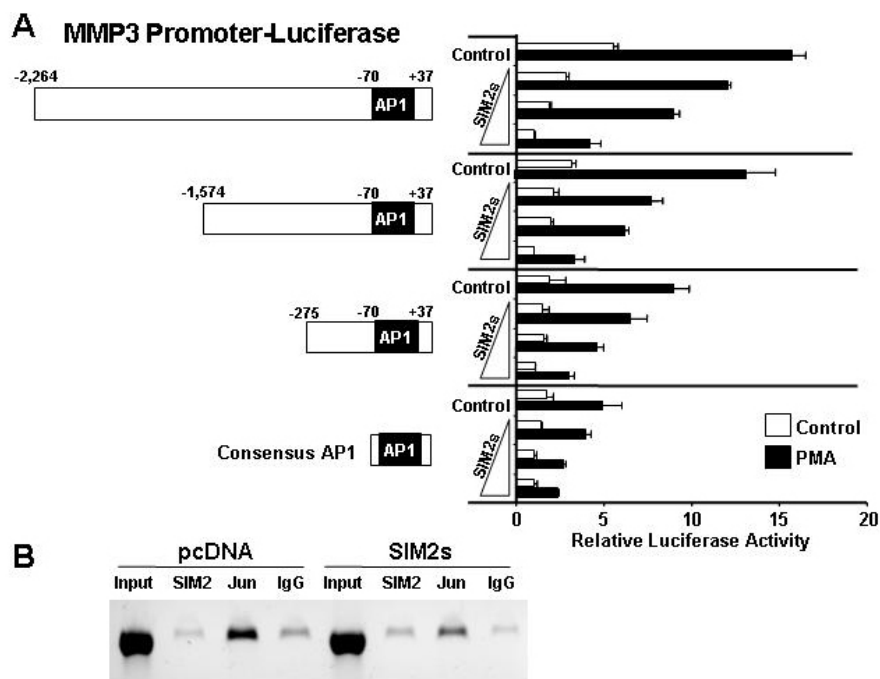 A
MMP3 Promoter-Luciferase
-2,264 -70 +37
AP1
Control
SIM2s
-1,574 -70 +37
AP1
Control
SIM2s
-275 -70 +37
AP1
Control
SIM2s
Consensus AP1 AP1
Control
SIM2s
Control
PMA
0 5 10 15 20
Relative Luciferase Activity
B
pcDNA SIM2s
Input SIM2 Jun IgG Input SIM2 Jun IgG